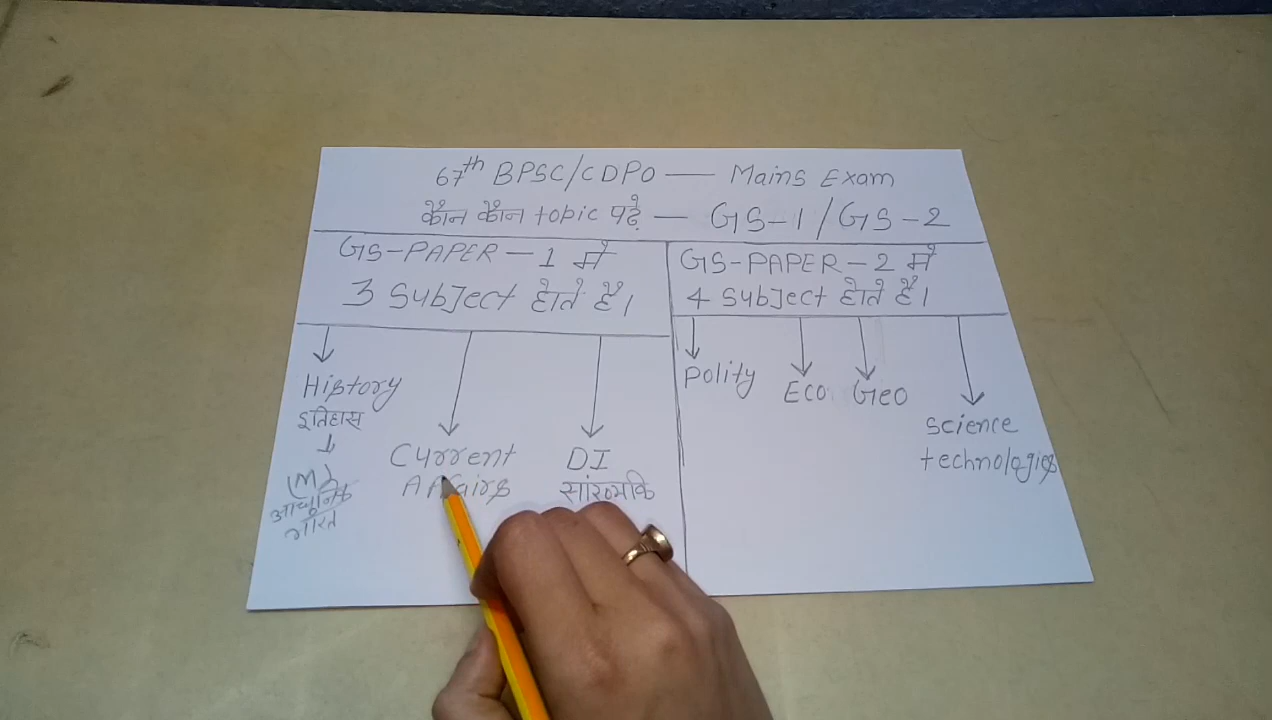 67th BPSC/CDPO — Mains Exam
कौन कौन topic पढ़े — GS-1/GS-2
GS-PAPER-1 में
3 Subject होते हैं।
History
इतिहास
(M)
आधुनिक
भारत
Current
Affairs
DI
सांख्यकि
GS-PAPER-2 में
4 Subject होते हैं।
Polity
Eco
Geo
Science
technologies